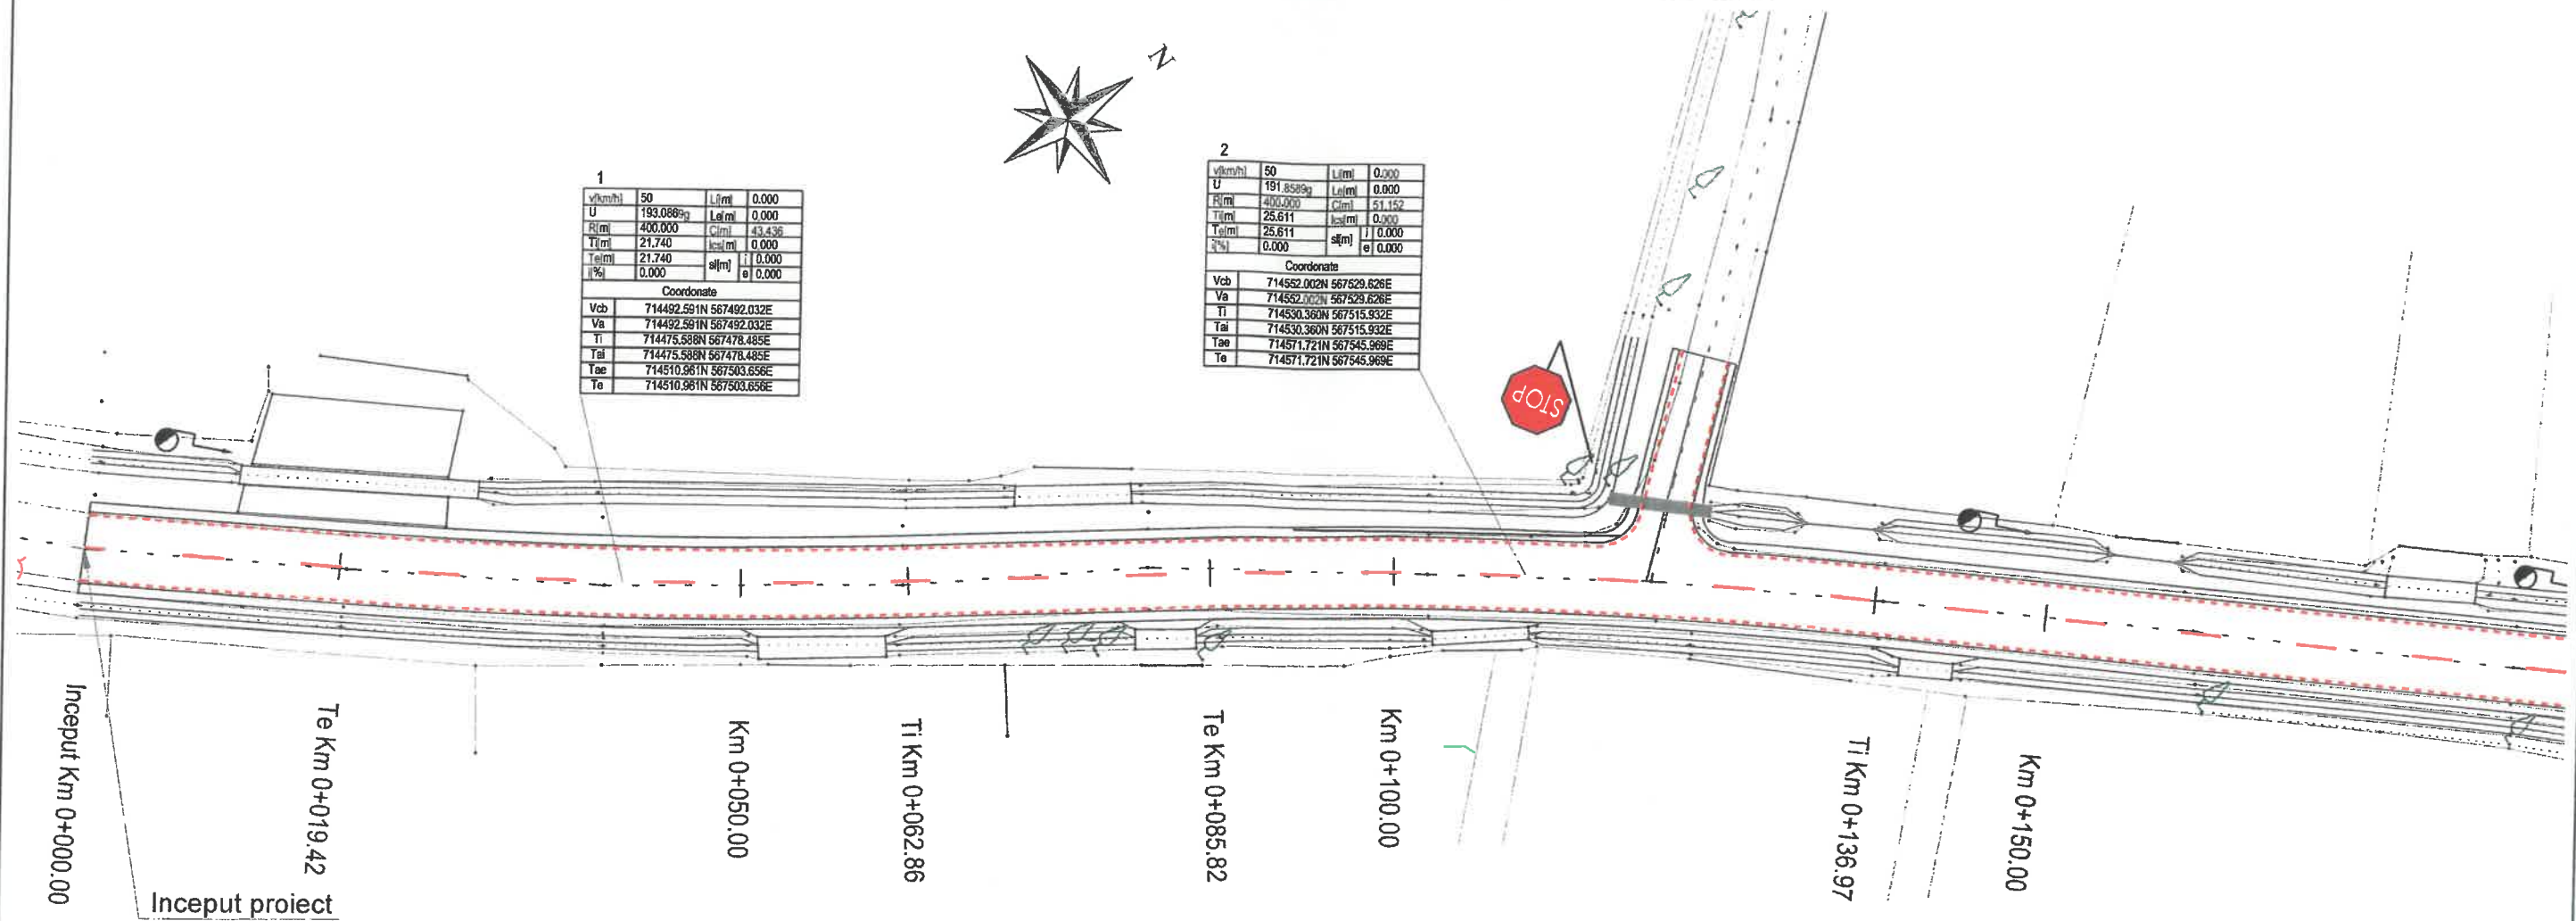 N
1
v[km/h] 50 Li[m] 0.000
U 193.0869g Le[m] 0.000
R[m] 400.000 C[m] 43.436
Ti[m] 21.740 lcs[m] 0.000
Te[m] 21.740 sl[m] i 0.000
i[%] 0.000 e 0.000
Coordonate
Vcb 714492.591N 567492.032E
Va 714492.591N 567492.032E
Ti 714475.588N 567478.485E
Tai 714475.588N 567478.485E
Tae 714510.961N 567503.656E
Te 714510.961N 567503.656E
2
v[km/h] 50 Li[m] 0.000
U 191.8589g Le[m] 0.000
R[m] 400.000 C[m] 51.152
Ti[m] 25.611 lcs[m] 0.000
Te[m] 25.611 sl[m] i 0.000
i[%] 0.000 e 0.000
Coordonate
Vcb 714552.002N 567529.626E
Va 714552.002N 567529.626E
Ti 714530.360N 567515.932E
Tai 714530.360N 567515.932E
Tae 714571.721N 567545.969E
Te 714571.721N 567545.969E
STOP
Inceput Km 0+000.00
Te Km 0+019.42
Km 0+050.00
Ti Km 0+062.86
Te Km 0+085.82
Km 0+100.00
Ti Km 0+136.97
Km 0+150.00
Inceput proiect